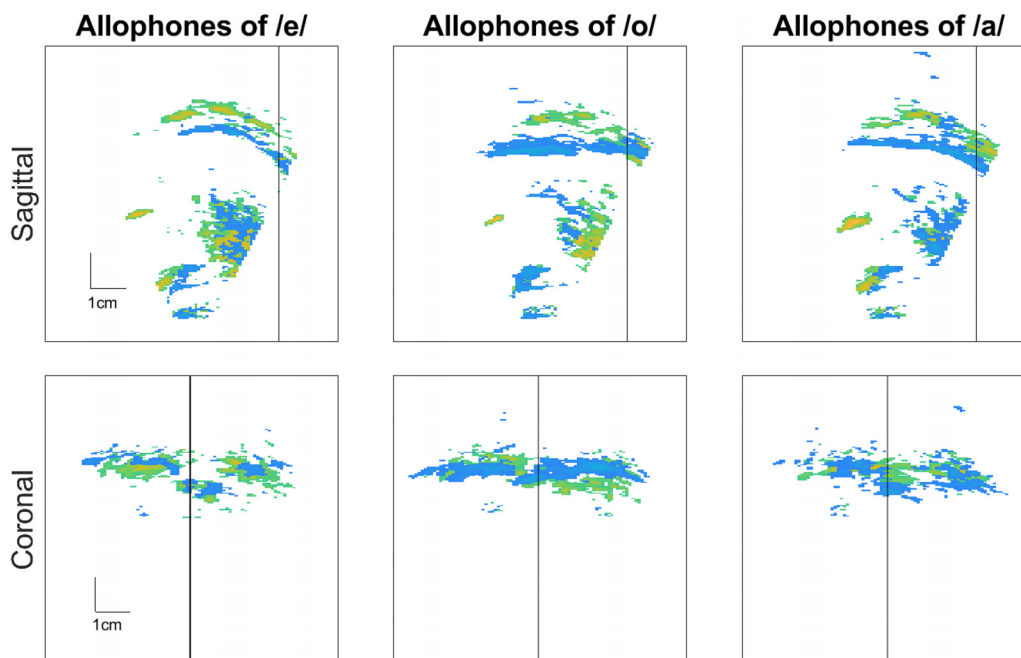 Allophones of /e/
Allophones of /o/
Allophones of /a/
Sagittal
1cm
Coronal
1cm